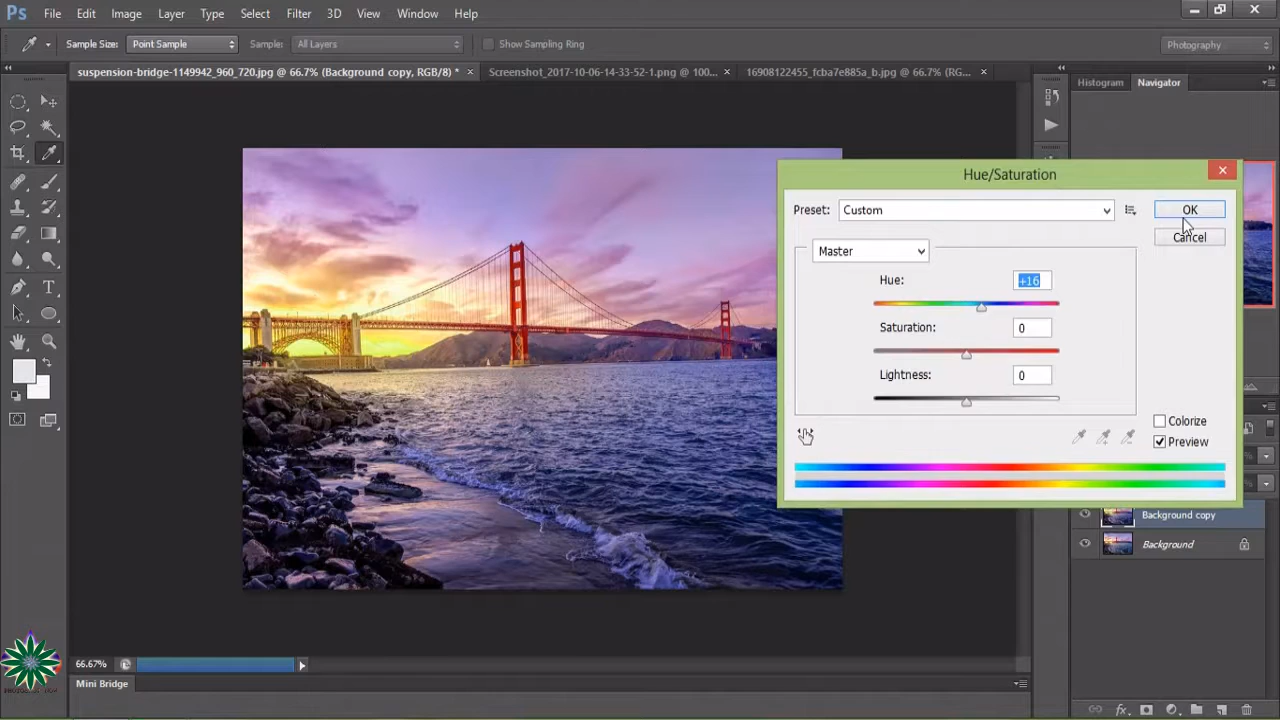 Ps File Edit Image Layer Type Select Filter 3D View Window Help
Sample Size: Point Sample Sample: All Layers Show Sampling Ring Photography
suspension-bridge-1149942_960_720.jpg @ 66.7% (Background copy, RGB/8) * × Screenshot_2017-10-06-14-33-52-1.png @ 100... × 16908122455_fcba7e885a_b.jpg @ 66.7% (RG... ×
Histogram Navigator
Hue/Saturation
Preset: Custom OK
Cancel
Master
Hue: +16
Saturation: 0
Lightness: 0
Colorize
Preview
Background copy
Background
66.67%
Mini Bridge